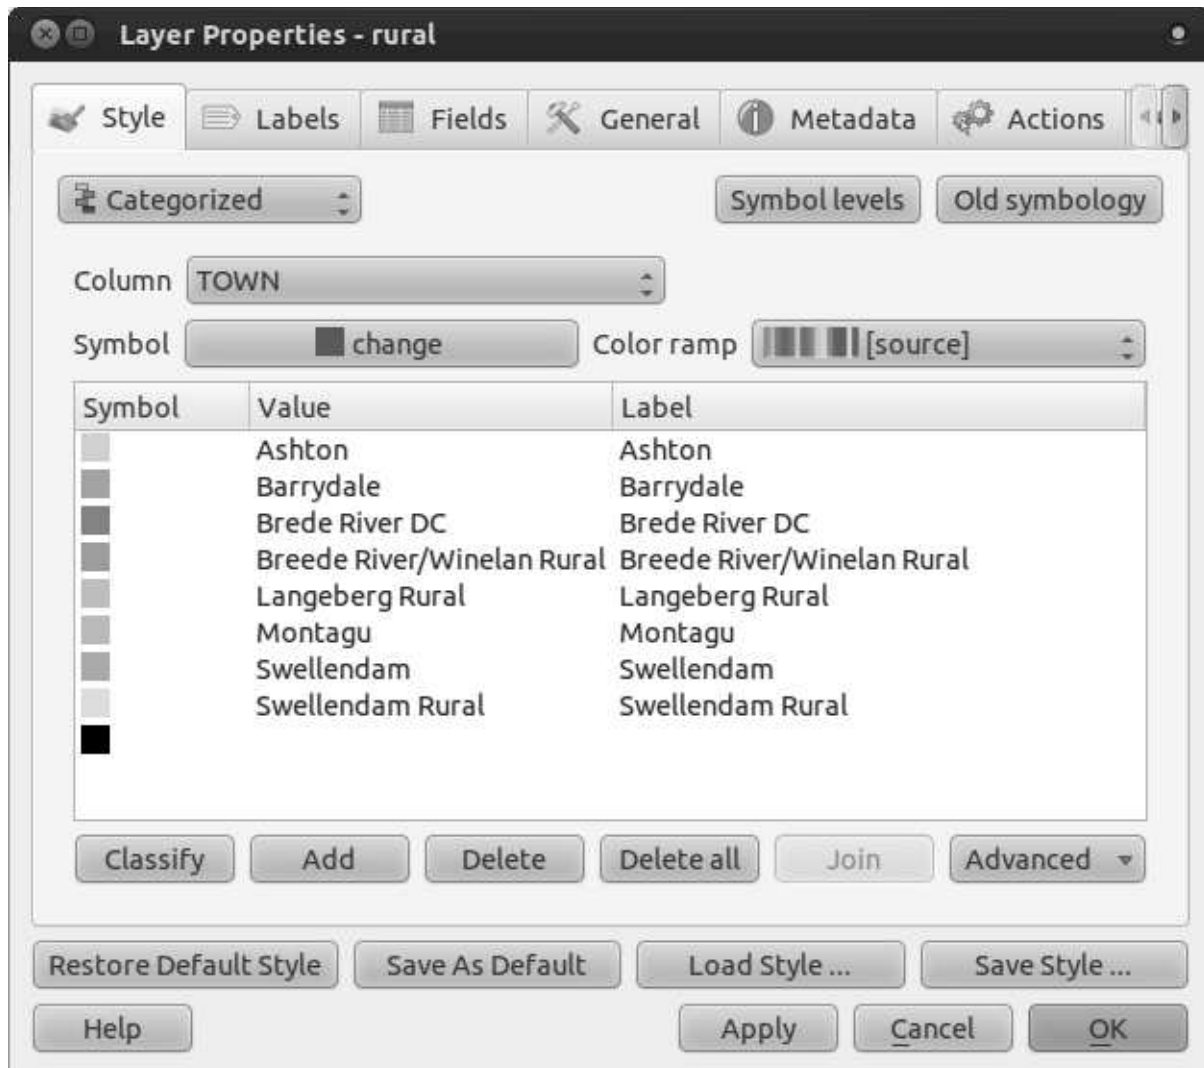 Layer Properties - rural
Style Labels Fields General Metadata Actions
Categorized Symbol levels Old symbology
Column TOWN
Symbol change Color ramp [source]
Symbol Value Label
Ashton Ashton
Barrydale Barrydale
Brede River DC Brede River DC
Breede River/Winelan Rural Breede River/Winelan Rural
Langeberg Rural Langeberg Rural
Montagu Montagu
Swellendam Swellendam
Swellendam Rural Swellendam Rural
Classify Add Delete Delete all Join Advanced
Restore Default Style Save As Default Load Style ... Save Style ...
Help Apply Cancel OK